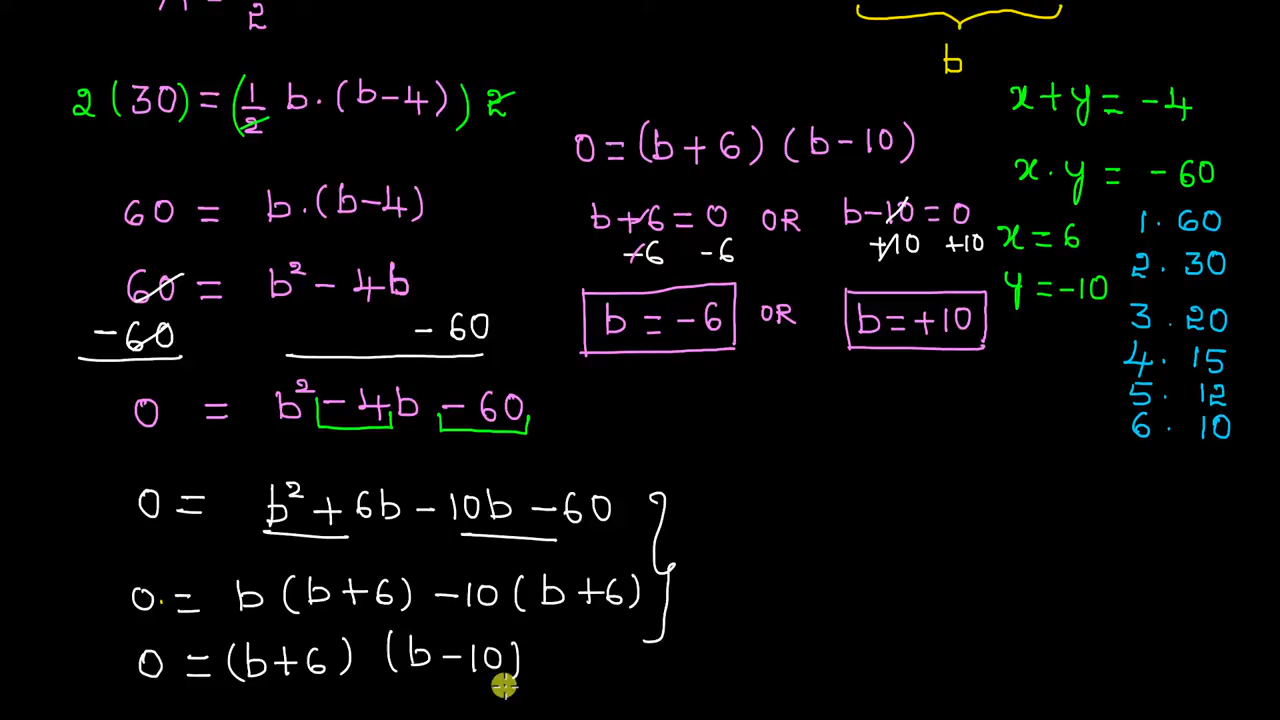 2
b
2(30) = (1/2 b·(b-4)) 2
60 = b·(b-4)
60 = b² - 4b
-60 -60
0 = b² - 4b - 60
0 = b² + 6b - 10b - 60
0 = b(b+6) -10(b+6)
0 = (b+6) (b-10)
0 = (b+6) (b-10)
b+6 = 0 OR b-10 = 0
-6 -6 +10 +10
b = -6 OR b = +10
x + y = -4
x · y = -60
x = 6
y = -10
1 · 60
2 · 30
3 · 20
4 · 15
5 · 12
6 · 10